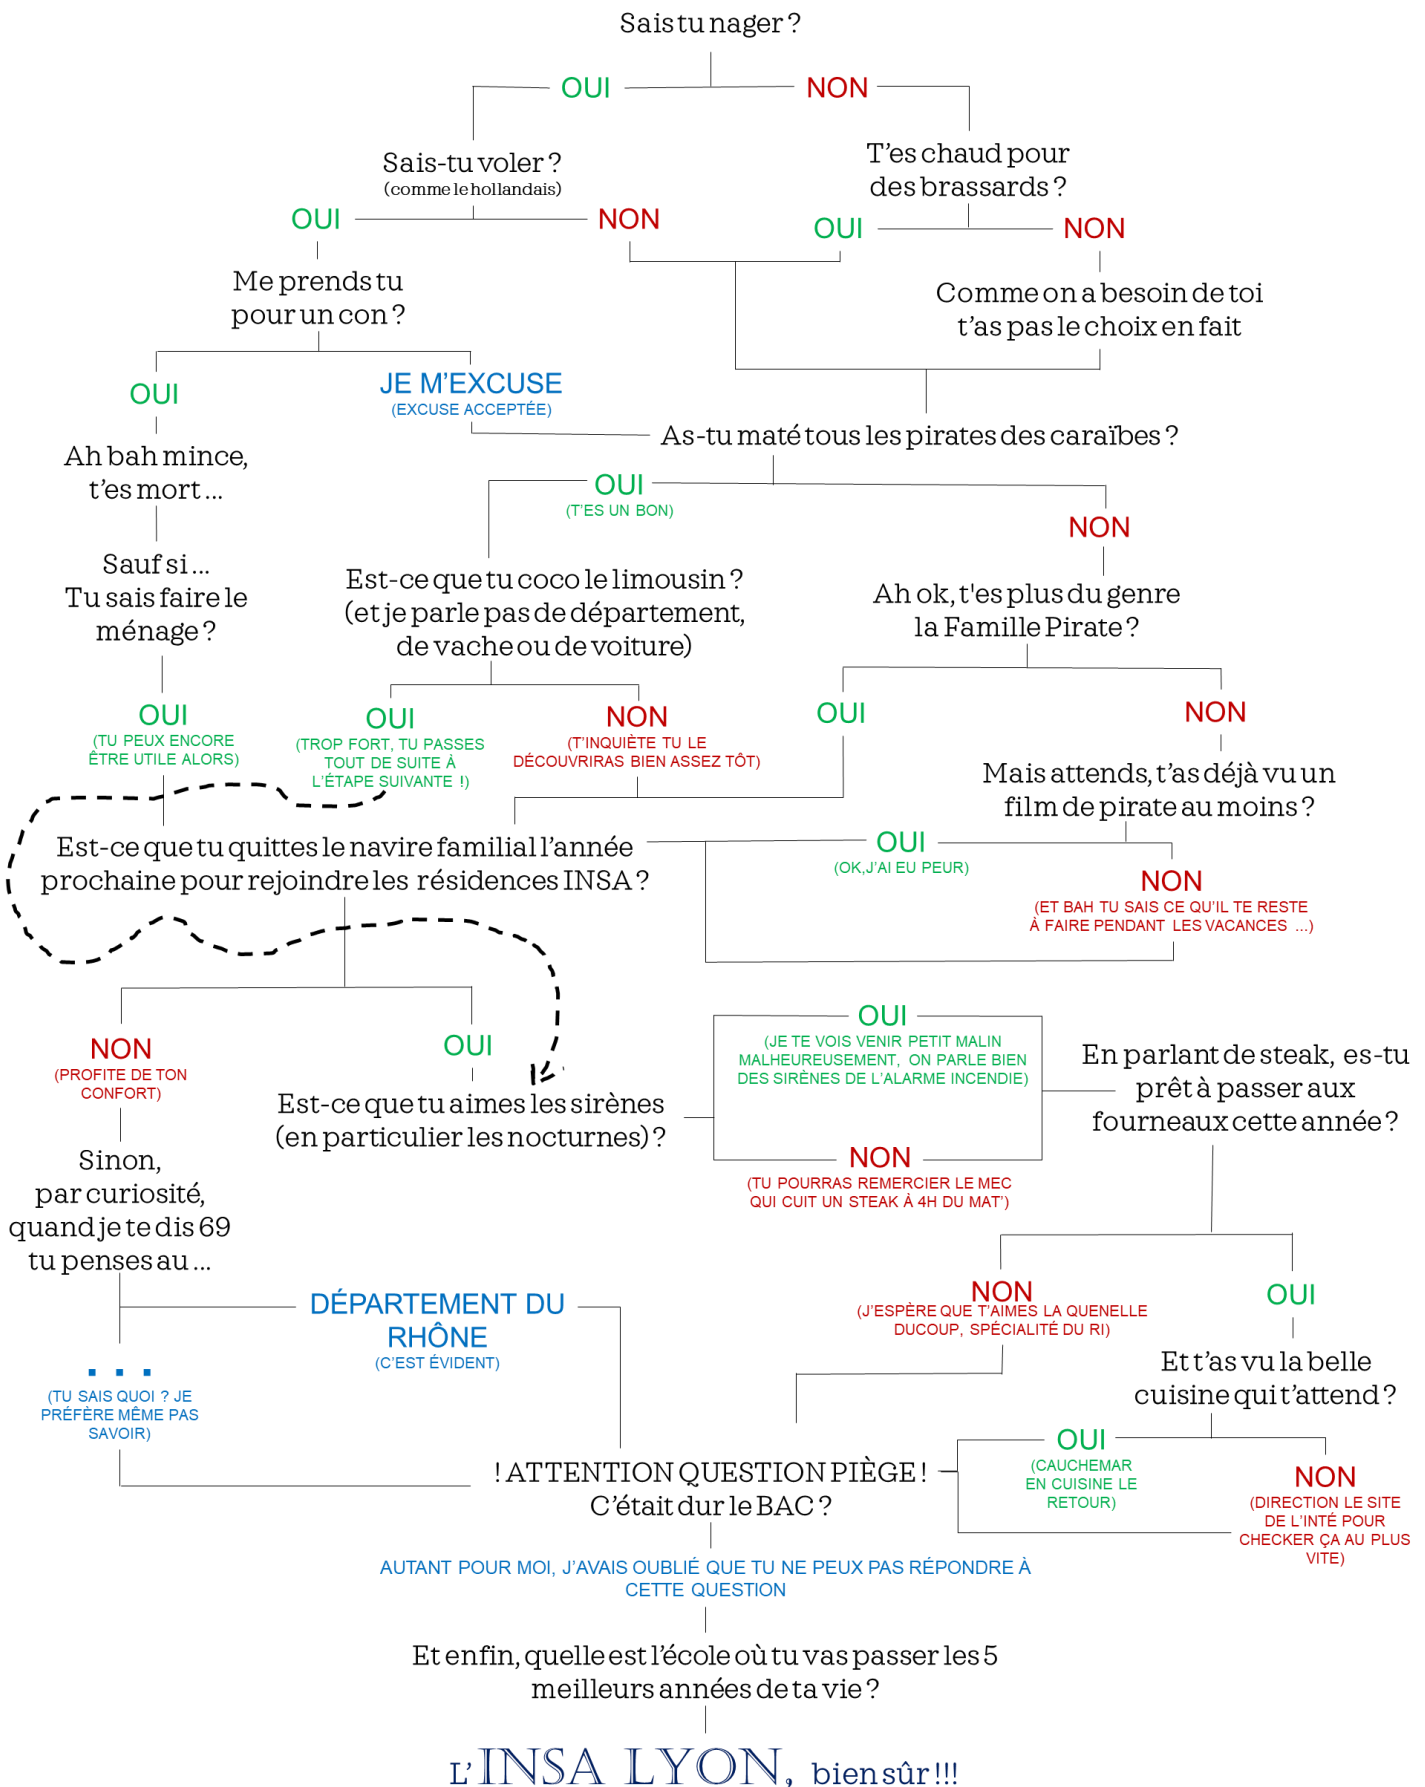 Sais tu nager ?
OUI
NON
Sais-tu voler ?
(comme le hollandais)
T'es chaud pour
des brassards ?
OUI
NON
OUI
NON
Me prends tu
pour un con ?
Comme on a besoin de toi
t'as pas le choix en fait
OUI
JE M'EXCUSE
(EXCUSE ACCEPTÉE)
Ah bah mince,
t'es mort ...
As-tu maté tous les pirates des caraïbes ?
OUI
(T'ES UN BON)
NON
Sauf si ...
Tu sais faire le
ménage ?
Est-ce que tu coco le limousin ?
(et je parle pas de département,
de vache ou de voiture)
Ah ok, t'es plus du genre
la Famille Pirate ?
OUI
(TU PEUX ENCORE
ÊTRE UTILE ALORS)
OUI
(TROP FORT, TU PASSES
TOUT DE SUITE À
L'ÉTAPE SUIVANTE !)
NON
(T'INQUIÈTE TU LE
DÉCOUVRIRAS BIEN ASSEZ TÔT)
OUI
NON
Mais attends, t'as déjà vu un
film de pirate au moins ?
Est-ce que tu quittes le navire familial l'année
prochaine pour rejoindre les résidences INSA ?
OUI
(OK,J'AI EU PEUR)
NON
(ET BAH TU SAIS CE QU'IL TE RESTE
À FAIRE PENDANT LES VACANCES ...)
NON
(PROFITE DE TON
CONFORT)
OUI
Est-ce que tu aimes les sirènes
(en particulier les nocturnes) ?
OUI
(JE TE VOIS VENIR PETIT MALIN
MALHEUREUSEMENT, ON PARLE BIEN
DES SIRÈNES DE L'ALARME INCENDIE)
NON
(TU POURRAS REMERCIER LE MEC
QUI CUIT UN STEAK À 4H DU MAT')
En parlant de steak, es-tu
prêt à passer aux
fourneaux cette année ?
Sinon,
par curiosité,
quand je te dis 69
tu penses au ...
DÉPARTEMENT DU
RHÔNE
(C'EST ÉVIDENT)
. . .
(TU SAIS QUOI ? JE
PRÉFÈRE MÊME PAS
SAVOIR)
NON
(J'ESPÈRE QUE T'AIMES LA QUENELLE
DUCOUP, SPÉCIALITÉ DU RI)
OUI
Et t'as vu la belle
cuisine qui t'attend ?
OUI
(CAUCHEMAR
EN CUISINE LE
RETOUR)
NON
(DIRECTION LE SITE
DE L'INTÉ POUR
CHECKER ÇA AU PLUS
VITE)
! ATTENTION QUESTION PIÈGE !
C'était dur le BAC ?
AUTANT POUR MOI, J'AVAIS OUBLIÉ QUE TU NE PEUX PAS RÉPONDRE À
CETTE QUESTION
Et enfin, quelle est l'école où tu vas passer les 5
meilleurs années de ta vie ?
L'INSA LYON, bien sûr !!!